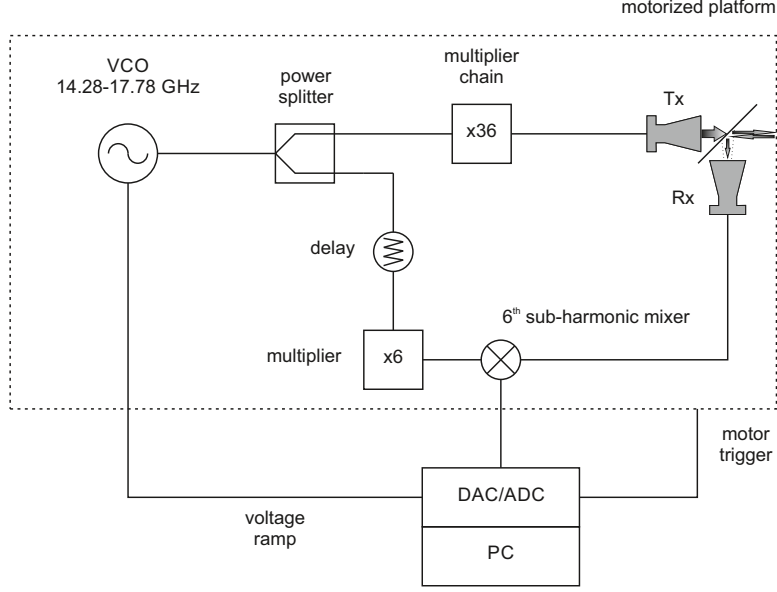 motorized platform
VCO
14.28-17.78 GHz
power
splitter
multiplier
chain
x36
Tx
Rx
delay
6th sub-harmonic mixer
multiplier
x6
motor
trigger
DAC/ADC
voltage
ramp
PC